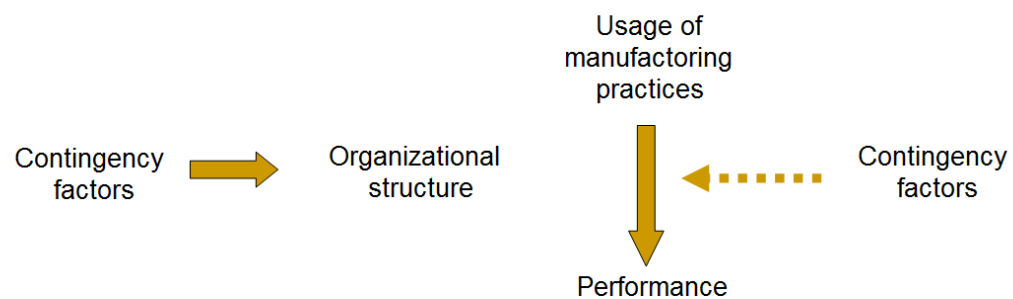 Contingency
factors
Organizational
structure
Usage of
manufactoring
practices
Performance
Contingency
factors